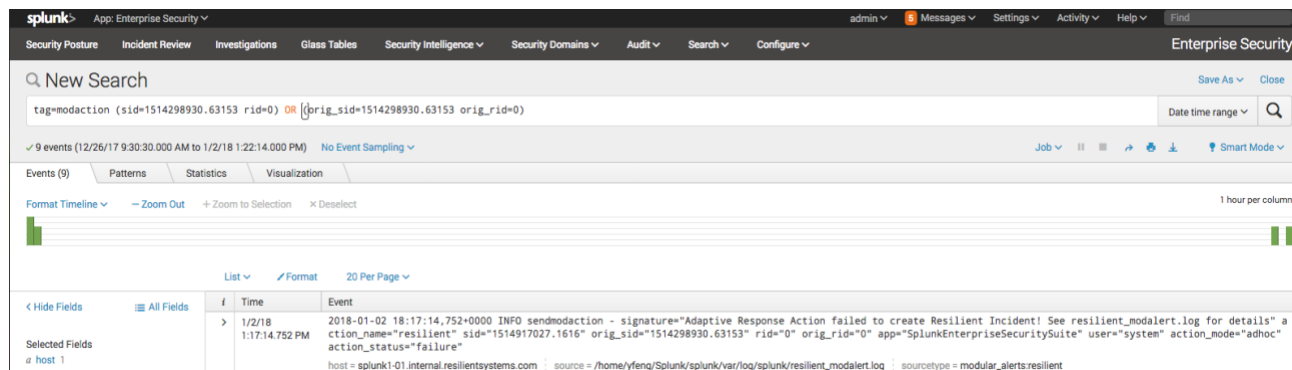 splunk> App: Enterprise Security admin 5 Messages Settings Activity Help Find
Security Posture Incident Review Investigations Glass Tables Security Intelligence Security Domains Audit Search Configure Enterprise Security
New Search Save As Close
tag=modaction (sid=1514298930.63153 rid=0) OR (orig_sid=1514298930.63153 orig_rid=0) Date time range
✓ 9 events (12/26/17 9:30:30.000 AM to 1/2/18 1:22:14.000 PM) No Event Sampling Job Smart Mode
Events (9) Patterns Statistics Visualization
Format Timeline — Zoom Out + Zoom to Selection × Deselect 1 hour per column
List Format 20 Per Page
< Hide Fields All Fields i Time Event
> 1/2/18 2018-01-02 18:17:14,752+0000 INFO sendmodaction - signature="Adaptive Response Action failed to create Resilient Incident! See resilient_modalert.log for details" a
1:17:14.752 PM ction_name="resilient" sid="1514917027.1616" orig_sid="1514298930.63153" rid="0" orig_rid="0" app="SplunkEnterpriseSecuritySuite" user="system" action_mode="adhoc"
Selected Fields action_status="failure"
a host 1 host = splunk1-01.internal.resilientsystems.com source = /home/yfeng/Splunk/splunk/var/log/splunk/resilient_modalert.log sourcetype = modular_alerts:resilient